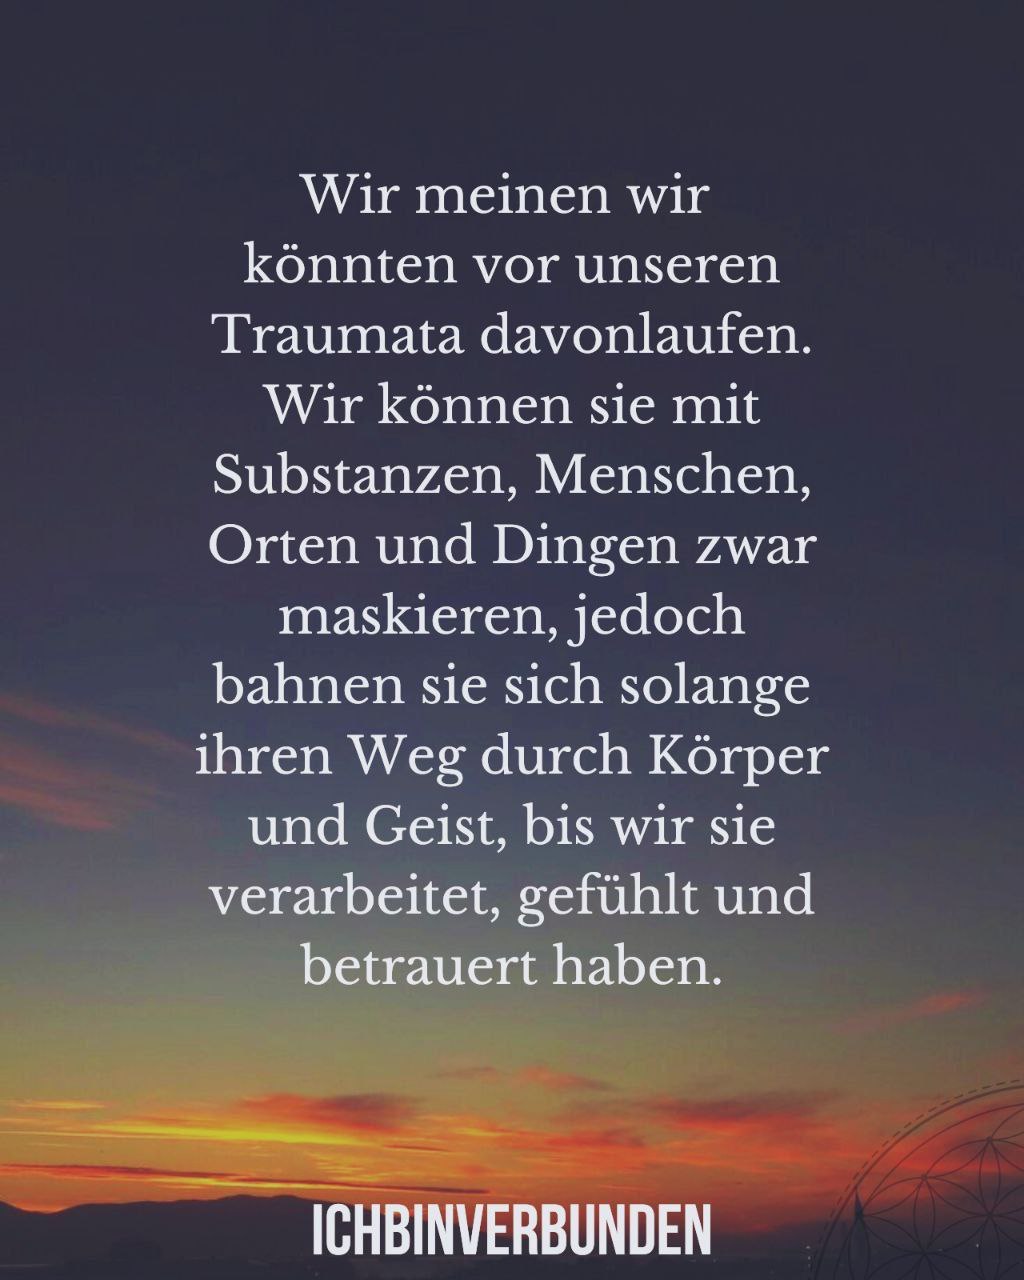 Wir meinen wir
könnten vor unseren
Traumata davonlaufen.
Wir können sie mit
Substanzen, Menschen,
Orten und Dingen zwar
maskieren, jedoch
bahnen sie sich solange
ihren Weg durch Körper
und Geist, bis wir sie
verarbeitet, gefühlt und
betrauert haben.
ICHBINVERBUNDEN